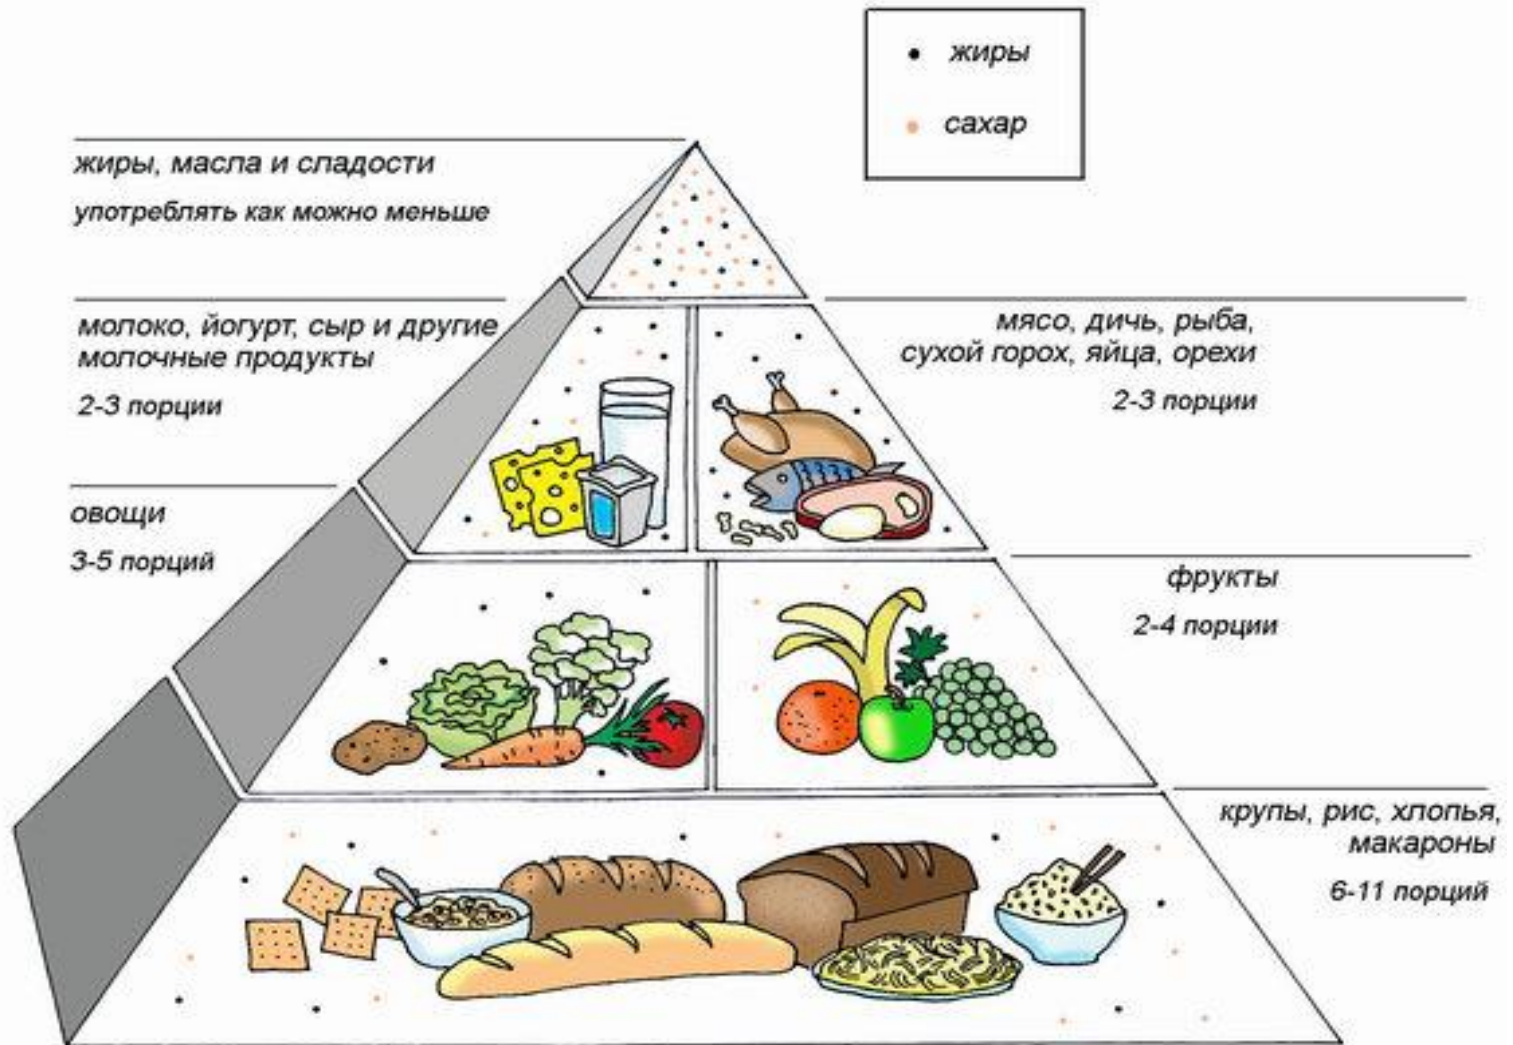 жиры
сахар
жиры, масла и сладости
употреблять как можно меньше
молоко, йогурт, сыр и другие
молочные продукты
2-3 порции
мясо, дичь, рыба,
сухой горох, яйца, орехи
2-3 порции
овощи
3-5 порций
фрукты
2-4 порции
крупы, рис, хлопья,
макароны
6-11 порций